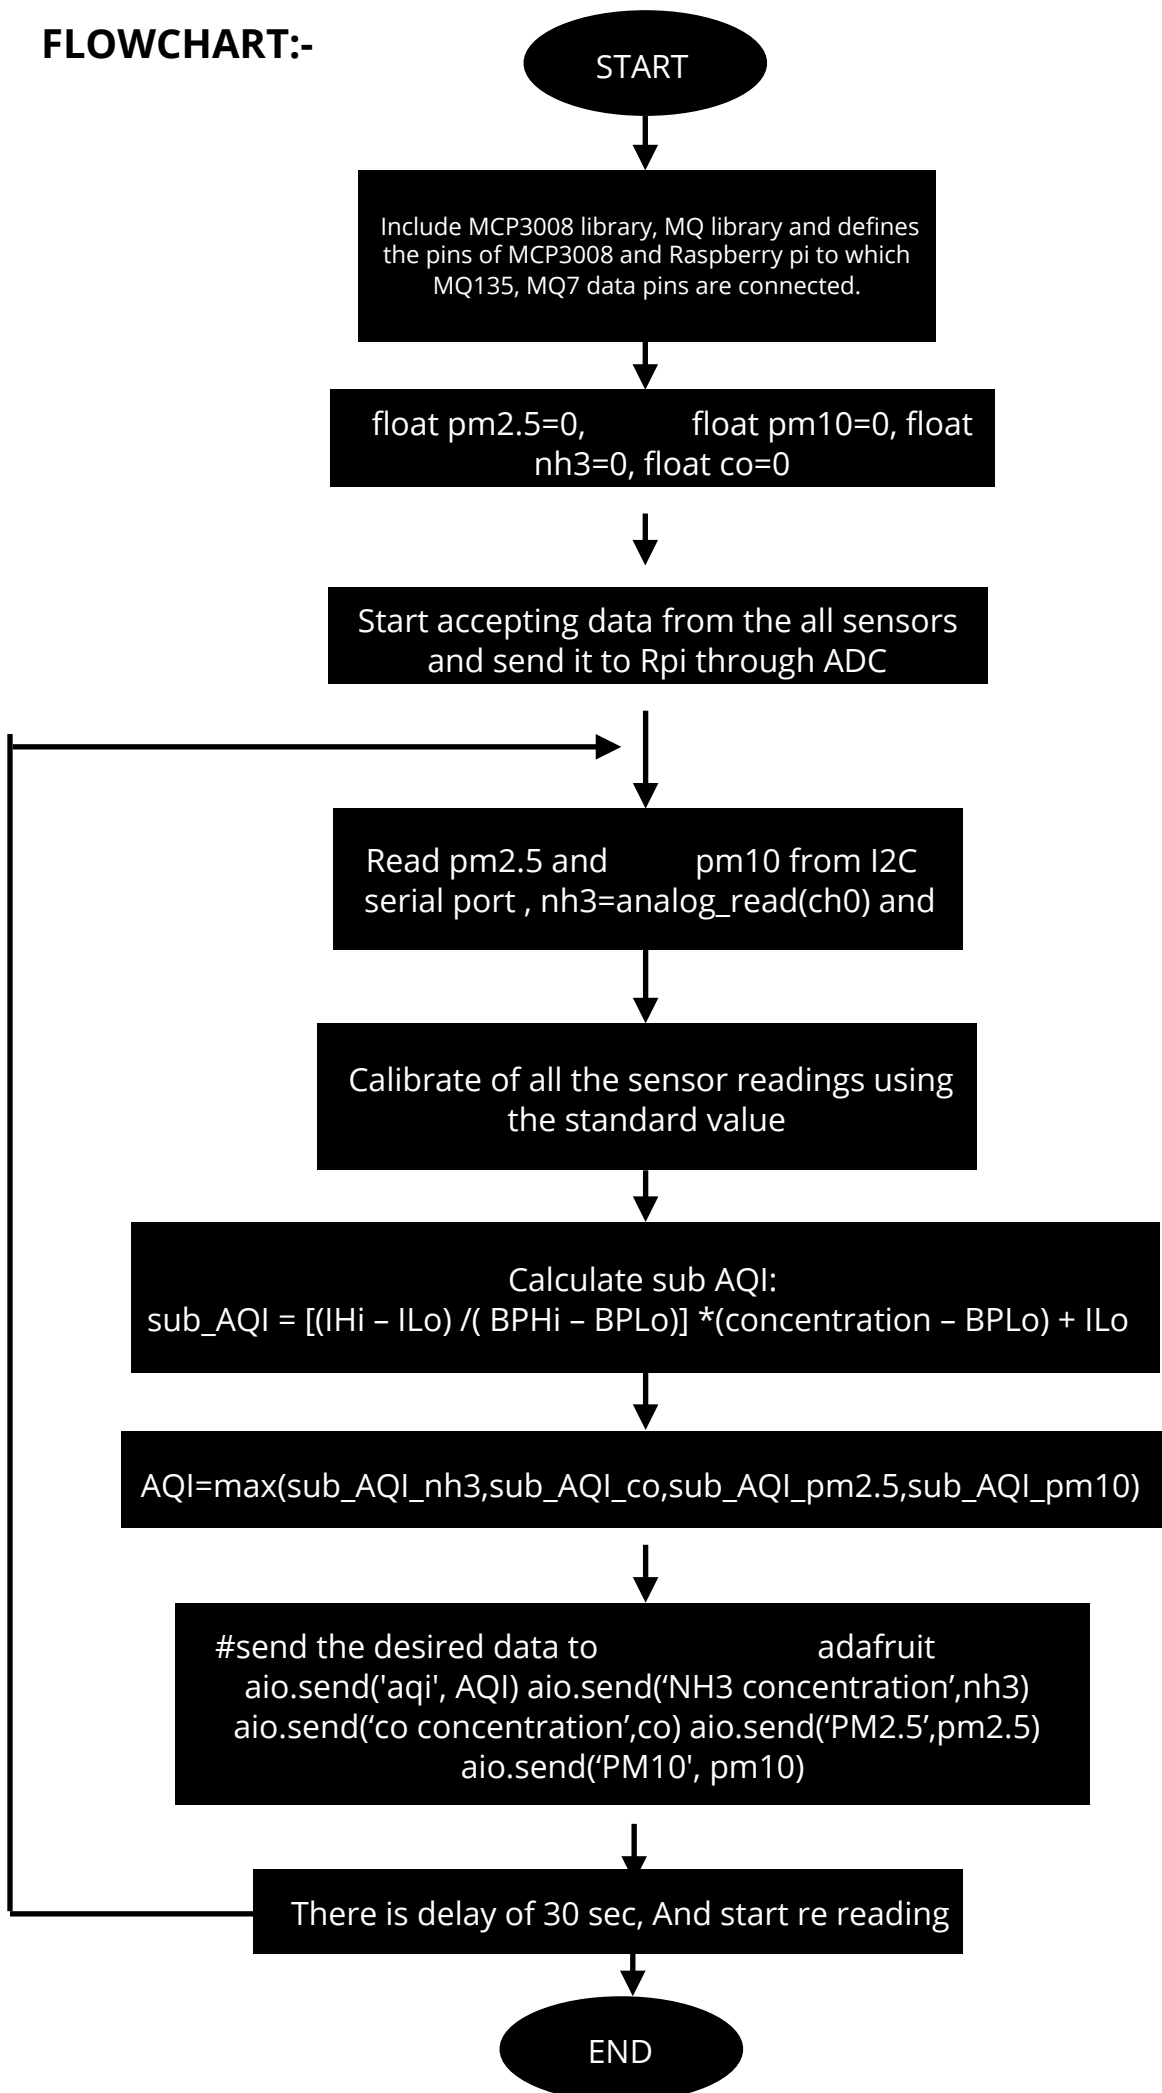 FLOWCHART:-
START
Include MCP3008 library, MQ library and defines
the pins of MCP3008 and Raspberry pi to which
MQ135, MQ7 data pins are connected.
float pm2.5=0, float pm10=0, float
nh3=0, float co=0
Start accepting data from the all sensors
and send it to Rpi through ADC
Read pm2.5 and pm10 from I2C
serial port , nh3=analog_read(ch0) and
Calibrate of all the sensor readings using
the standard value
Calculate sub AQI:
sub_AQI = [(IHi – ILo) /( BPHi – BPLo)] *(concentration – BPLo) + ILo
AQI=max(sub_AQI_nh3,sub_AQI_co,sub_AQI_pm2.5,sub_AQI_pm10)
#send the desired data to adafruit
aio.send('aqi', AQI) aio.send(‘NH3 concentration’,nh3)
aio.send(‘co concentration’,co) aio.send(‘PM2.5’,pm2.5)
aio.send(‘PM10', pm10)
There is delay of 30 sec, And start re reading
END